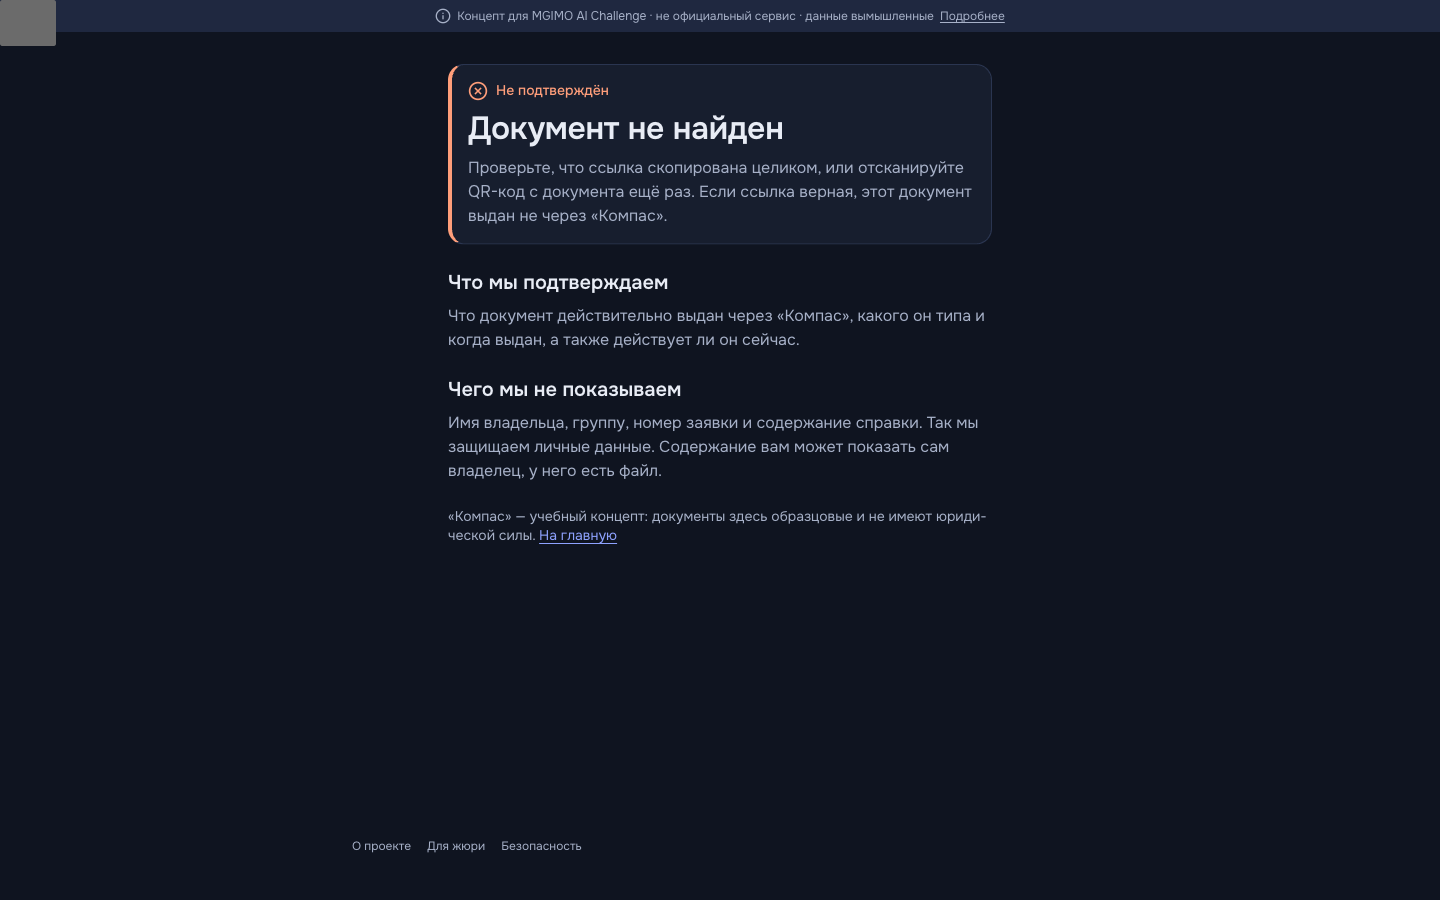 Концепт для MGIMO AI Challenge · не официальный сервис · данные вымышленные Подробнее
Не подтверждён
Документ не найден
Проверьте, что ссылка скопирована целиком, или отсканируйте
QR-код с документа ещё раз. Если ссылка верная, этот документ
выдан не через «Компас».
Что мы подтверждаем
Что документ действительно выдан через «Компас», какого он типа и
когда выдан, а также действует ли он сейчас.
Чего мы не показываем
Имя владельца, группу, номер заявки и содержание справки. Так мы
защищаем личные данные. Содержание вам может показать сам
владелец, у него есть файл.
«Компас» — учебный концепт: документы здесь образцовые и не имеют юриди-
ческой силы. На главную
О проекте Для жюри Безопасность